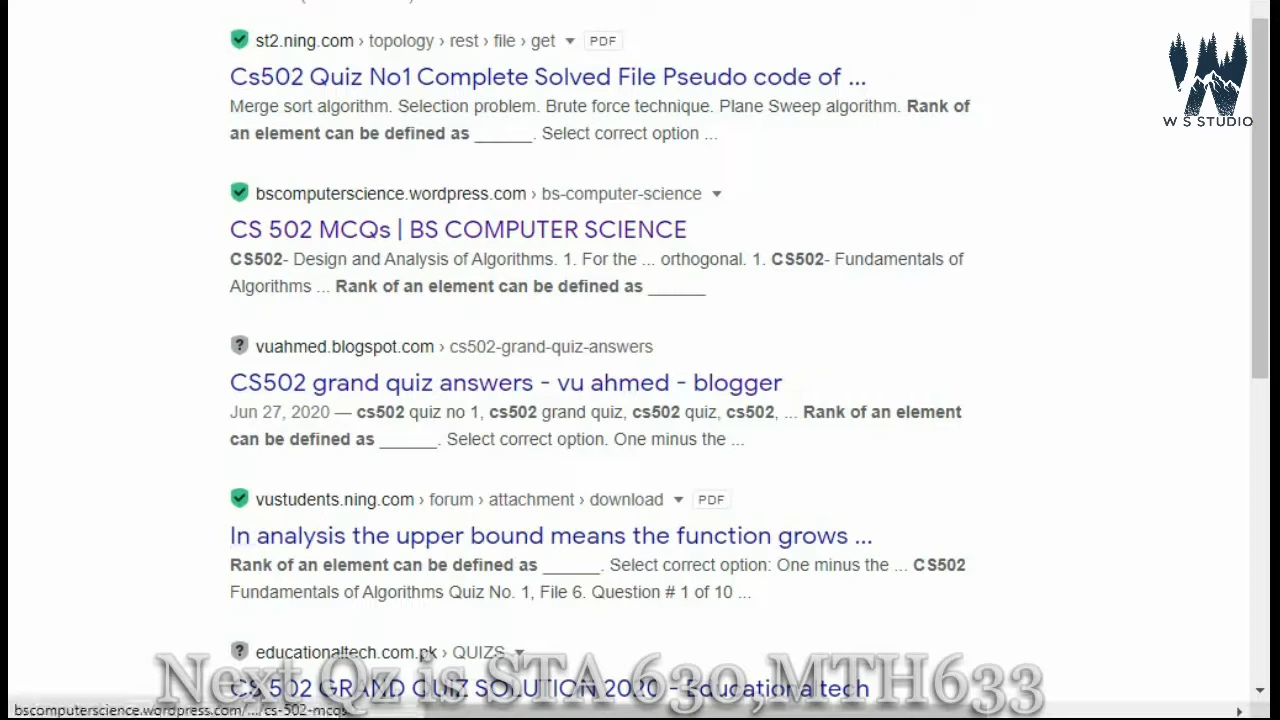 st2.ning.com › topology › rest › file › get PDF
Cs502 Quiz No1 Complete Solved File Pseudo code of ...
Merge sort algorithm. Selection problem. Brute force technique. Plane Sweep algorithm. Rank of
an element can be defined as ______. Select correct option ...
W S STUDIO
bscomputerscience.wordpress.com › bs-computer-science
CS 502 MCQs | BS COMPUTER SCIENCE
CS502- Design and Analysis of Algorithms. 1. For the ... orthogonal. 1. CS502- Fundamentals of
Algorithms ... Rank of an element can be defined as ______
vuahmed.blogspot.com › cs502-grand-quiz-answers
CS502 grand quiz answers - vu ahmed - blogger
Jun 27, 2020 — cs502 quiz no 1, cs502 grand quiz, cs502 quiz, cs502, ... Rank of an element
can be defined as ______. Select correct option. One minus the ...
vustudents.ning.com › forum › attachment › download PDF
In analysis the upper bound means the function grows ...
Rank of an element can be defined as ______. Select correct option: One minus the ... CS502
Fundamentals of Algorithms Quiz No. 1, File 6. Question # 1 of 10 ...
educationaltech.com.pk › QUIZS
CS 502 GRAND QUIZ SOLUTION 2020 - Educational tech
Next Qz is STA 630,MTH633
bscomputerscience.wordpress.com/.../cs-502-mcqs